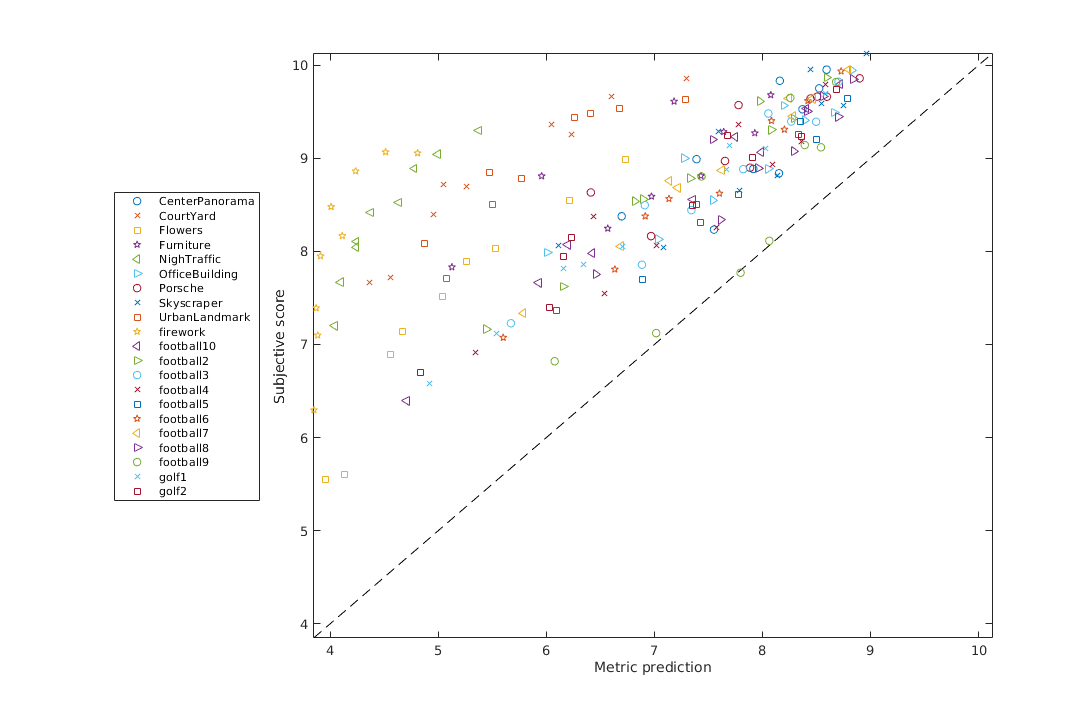 CenterPanorama
CourtYard
Flowers
Furniture
NighTraffic
OfficeBuilding
Porsche
Skyscraper
UrbanLandmark
firework
football10
football2
football3
football4
football5
football6
football7
football8
football9
golf1
golf2
Subjective score
10
9
8
7
6
5
4
4 5 6 7 8 9 10
Metric prediction